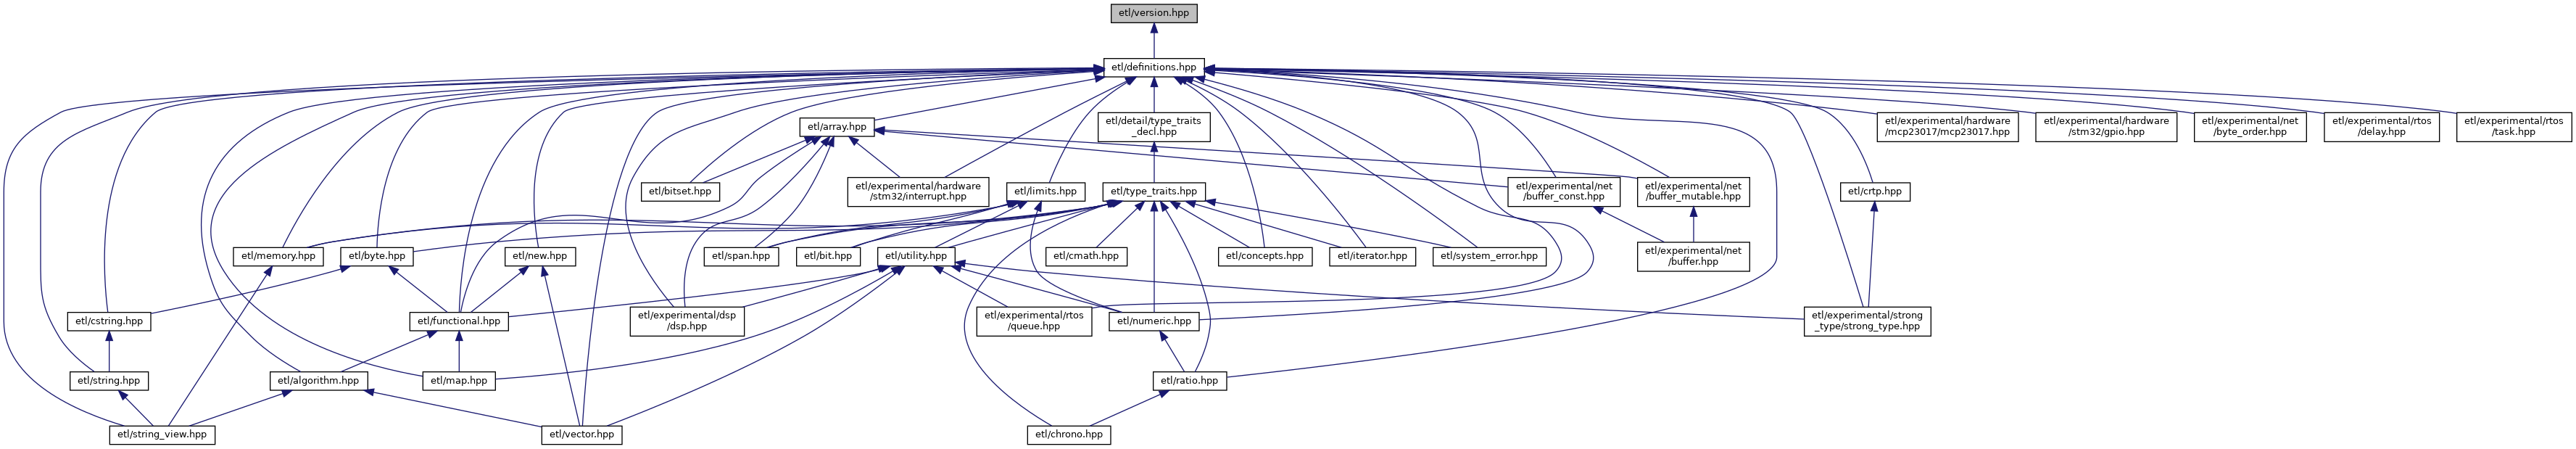 etl/version.hpp
etl/definitions.hpp
etl/array.hpp
etl/detail/type_traits
_decl.hpp
etl/experimental/hardware
/mcp23017/mcp23017.hpp
etl/experimental/hardware
/stm32/gpio.hpp
etl/experimental/net
/byte_order.hpp
etl/experimental/rtos
/delay.hpp
etl/experimental/rtos
/task.hpp
etl/bitset.hpp
etl/experimental/hardware
/stm32/interrupt.hpp
etl/limits.hpp
etl/type_traits.hpp
etl/experimental/net
/buffer_const.hpp
etl/experimental/net
/buffer_mutable.hpp
etl/crtp.hpp
etl/memory.hpp
etl/byte.hpp
etl/new.hpp
etl/span.hpp
etl/bit.hpp
etl/utility.hpp
etl/cmath.hpp
etl/concepts.hpp
etl/iterator.hpp
etl/system_error.hpp
etl/experimental/net
/buffer.hpp
etl/cstring.hpp
etl/functional.hpp
etl/experimental/dsp
/dsp.hpp
etl/experimental/rtos
/queue.hpp
etl/numeric.hpp
etl/experimental/strong
_type/strong_type.hpp
etl/string.hpp
etl/algorithm.hpp
etl/map.hpp
etl/ratio.hpp
etl/string_view.hpp
etl/vector.hpp
etl/chrono.hpp